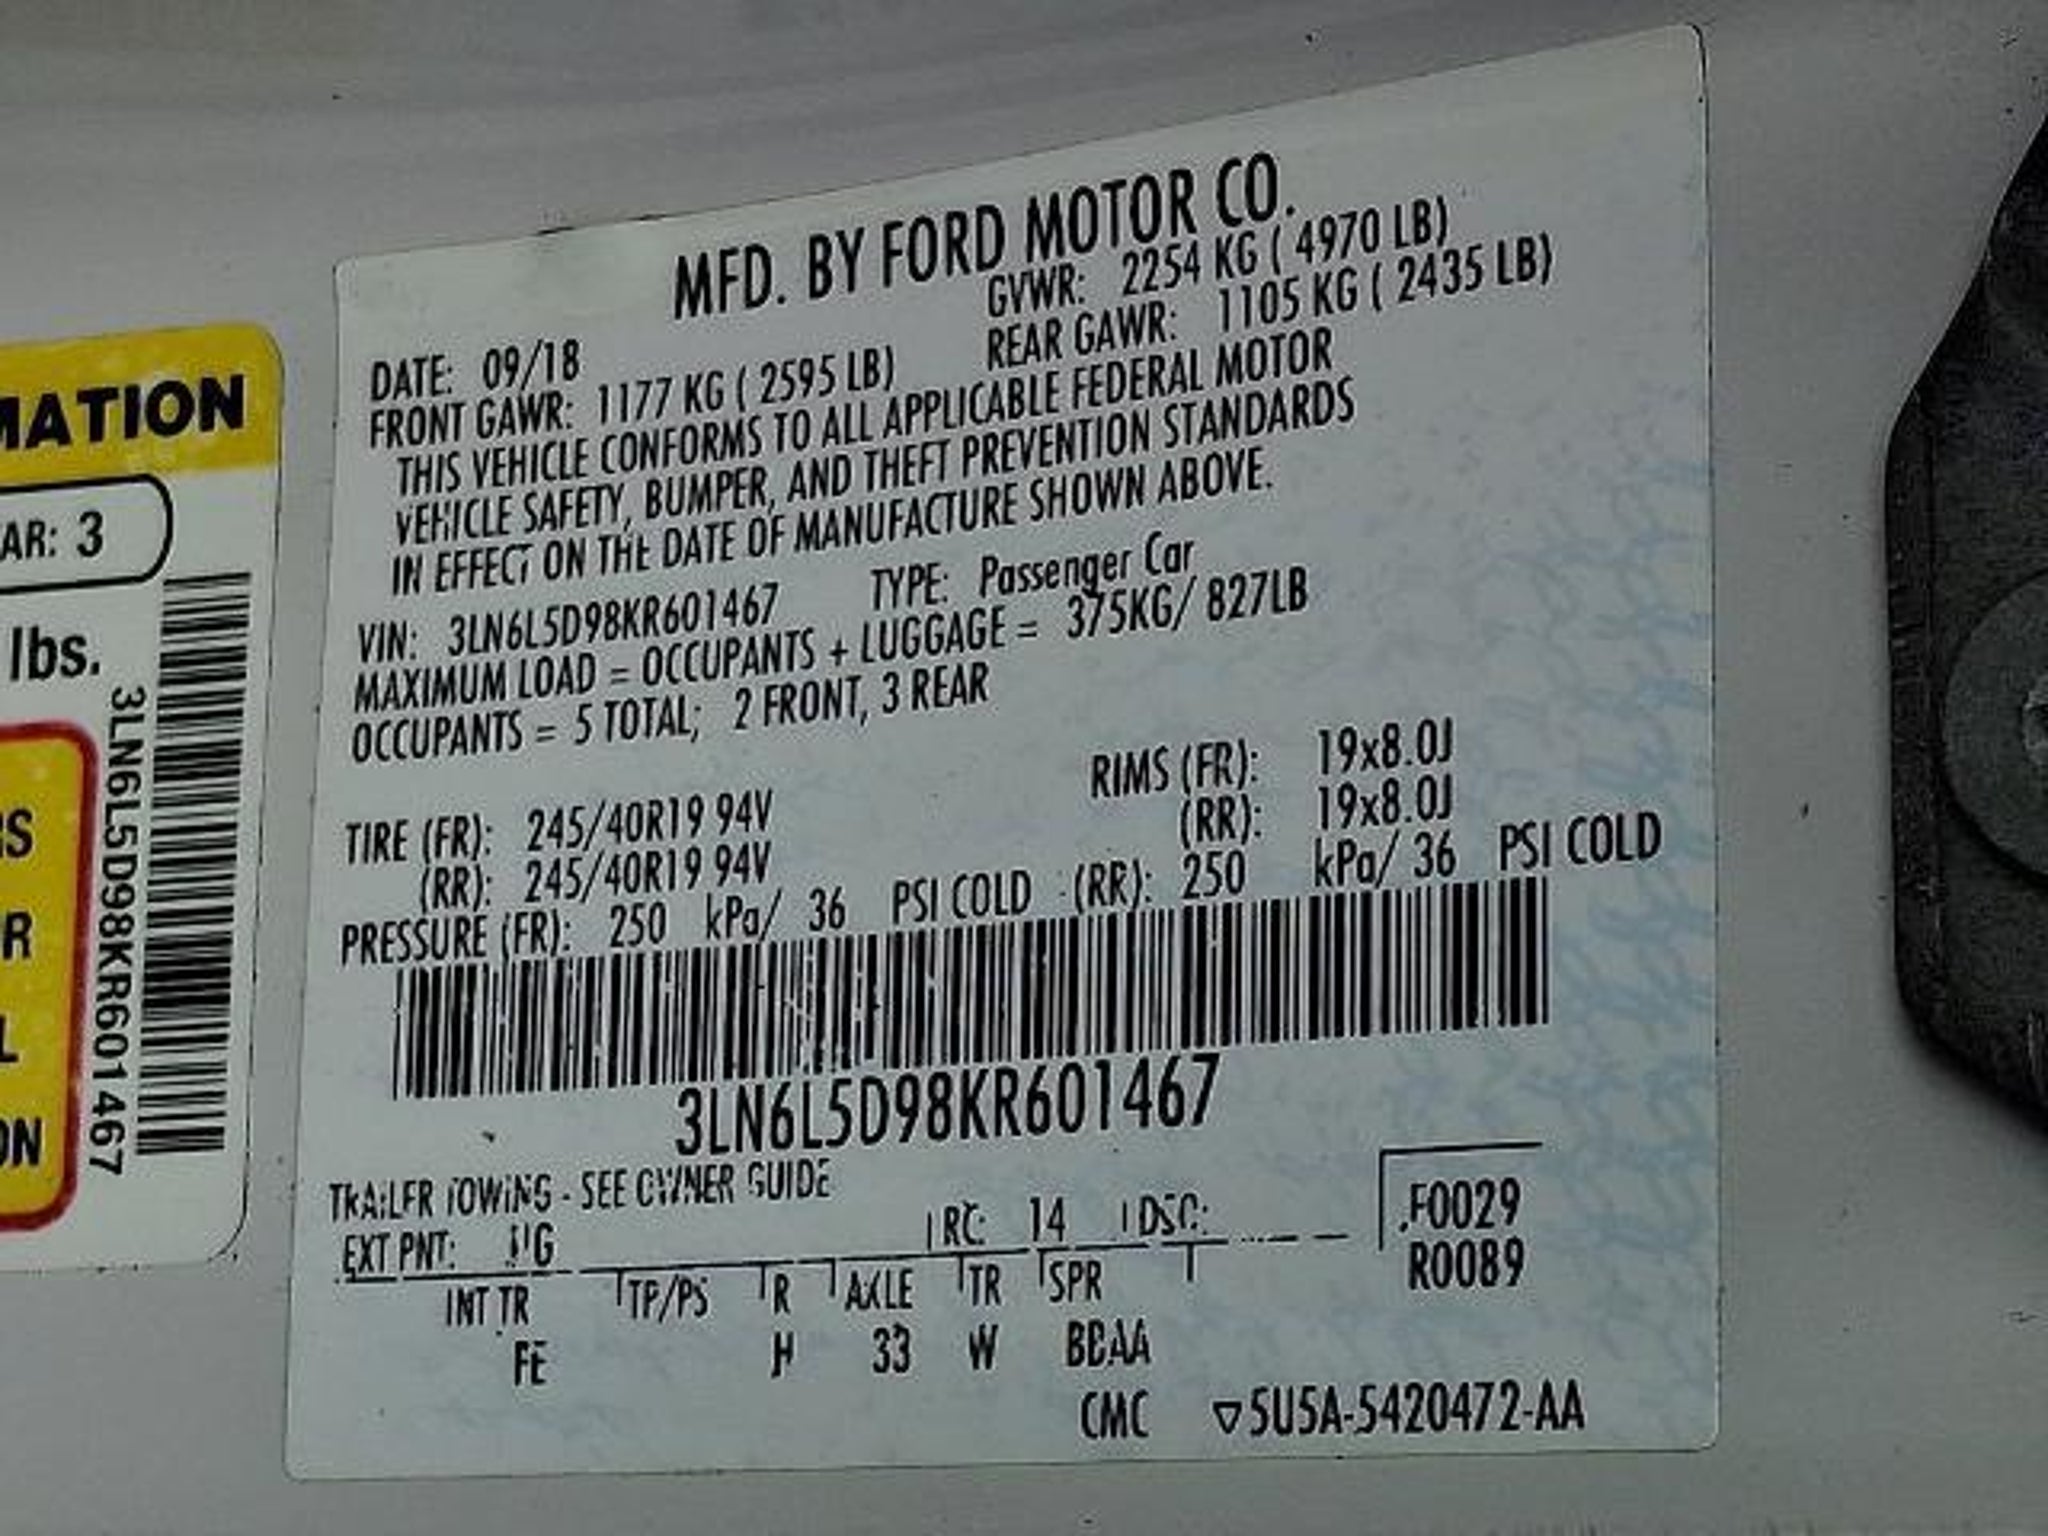 MATION
AR: 3
lbs.
3LN6L5D98KR601467
R
L
ON
MFD. BY FORD MOTOR CO.
DATE: 09/18 GVWR: 2254 KG ( 4970 LB)
FRONT GAWR: 1177 KG ( 2595 LB) REAR GAWR: 1105 KG ( 2435 LB)
THIS VEHICLE CONFORMS TO ALL APPLICABLE FEDERAL MOTOR
VEHICLE SAFETY, BUMPER, AND THEFT PREVENTION STANDARDS
IN EFFECT ON THE DATE OF MANUFACTURE SHOWN ABOVE.
VIN: 3LN6L5D98KR601467 TYPE: Passenger Car
MAXIMUM LOAD = OCCUPANTS + LUGGAGE = 375KG/ 827LB
OCCUPANTS = 5 TOTAL; 2 FRONT, 3 REAR
TIRE (FR): 245/40R19 94V RIMS (FR): 19x8.0J
(RR): 245/40R19 94V (RR): 19x8.0J
PRESSURE (FR): 250 kPa/ 36 PSI COLD (RR): 250 kPa/ 36 PSI COLD
3LN6L5D98KR601467
TRAILER TOWING - SEE OWNER GUIDE
EXT PNT: UG RC: 14 DSO: F0029
R0089
INT TR TP/PS R AXLE TR SPR
FE H 33 W
CMC ▽5U5A-5420472-AA